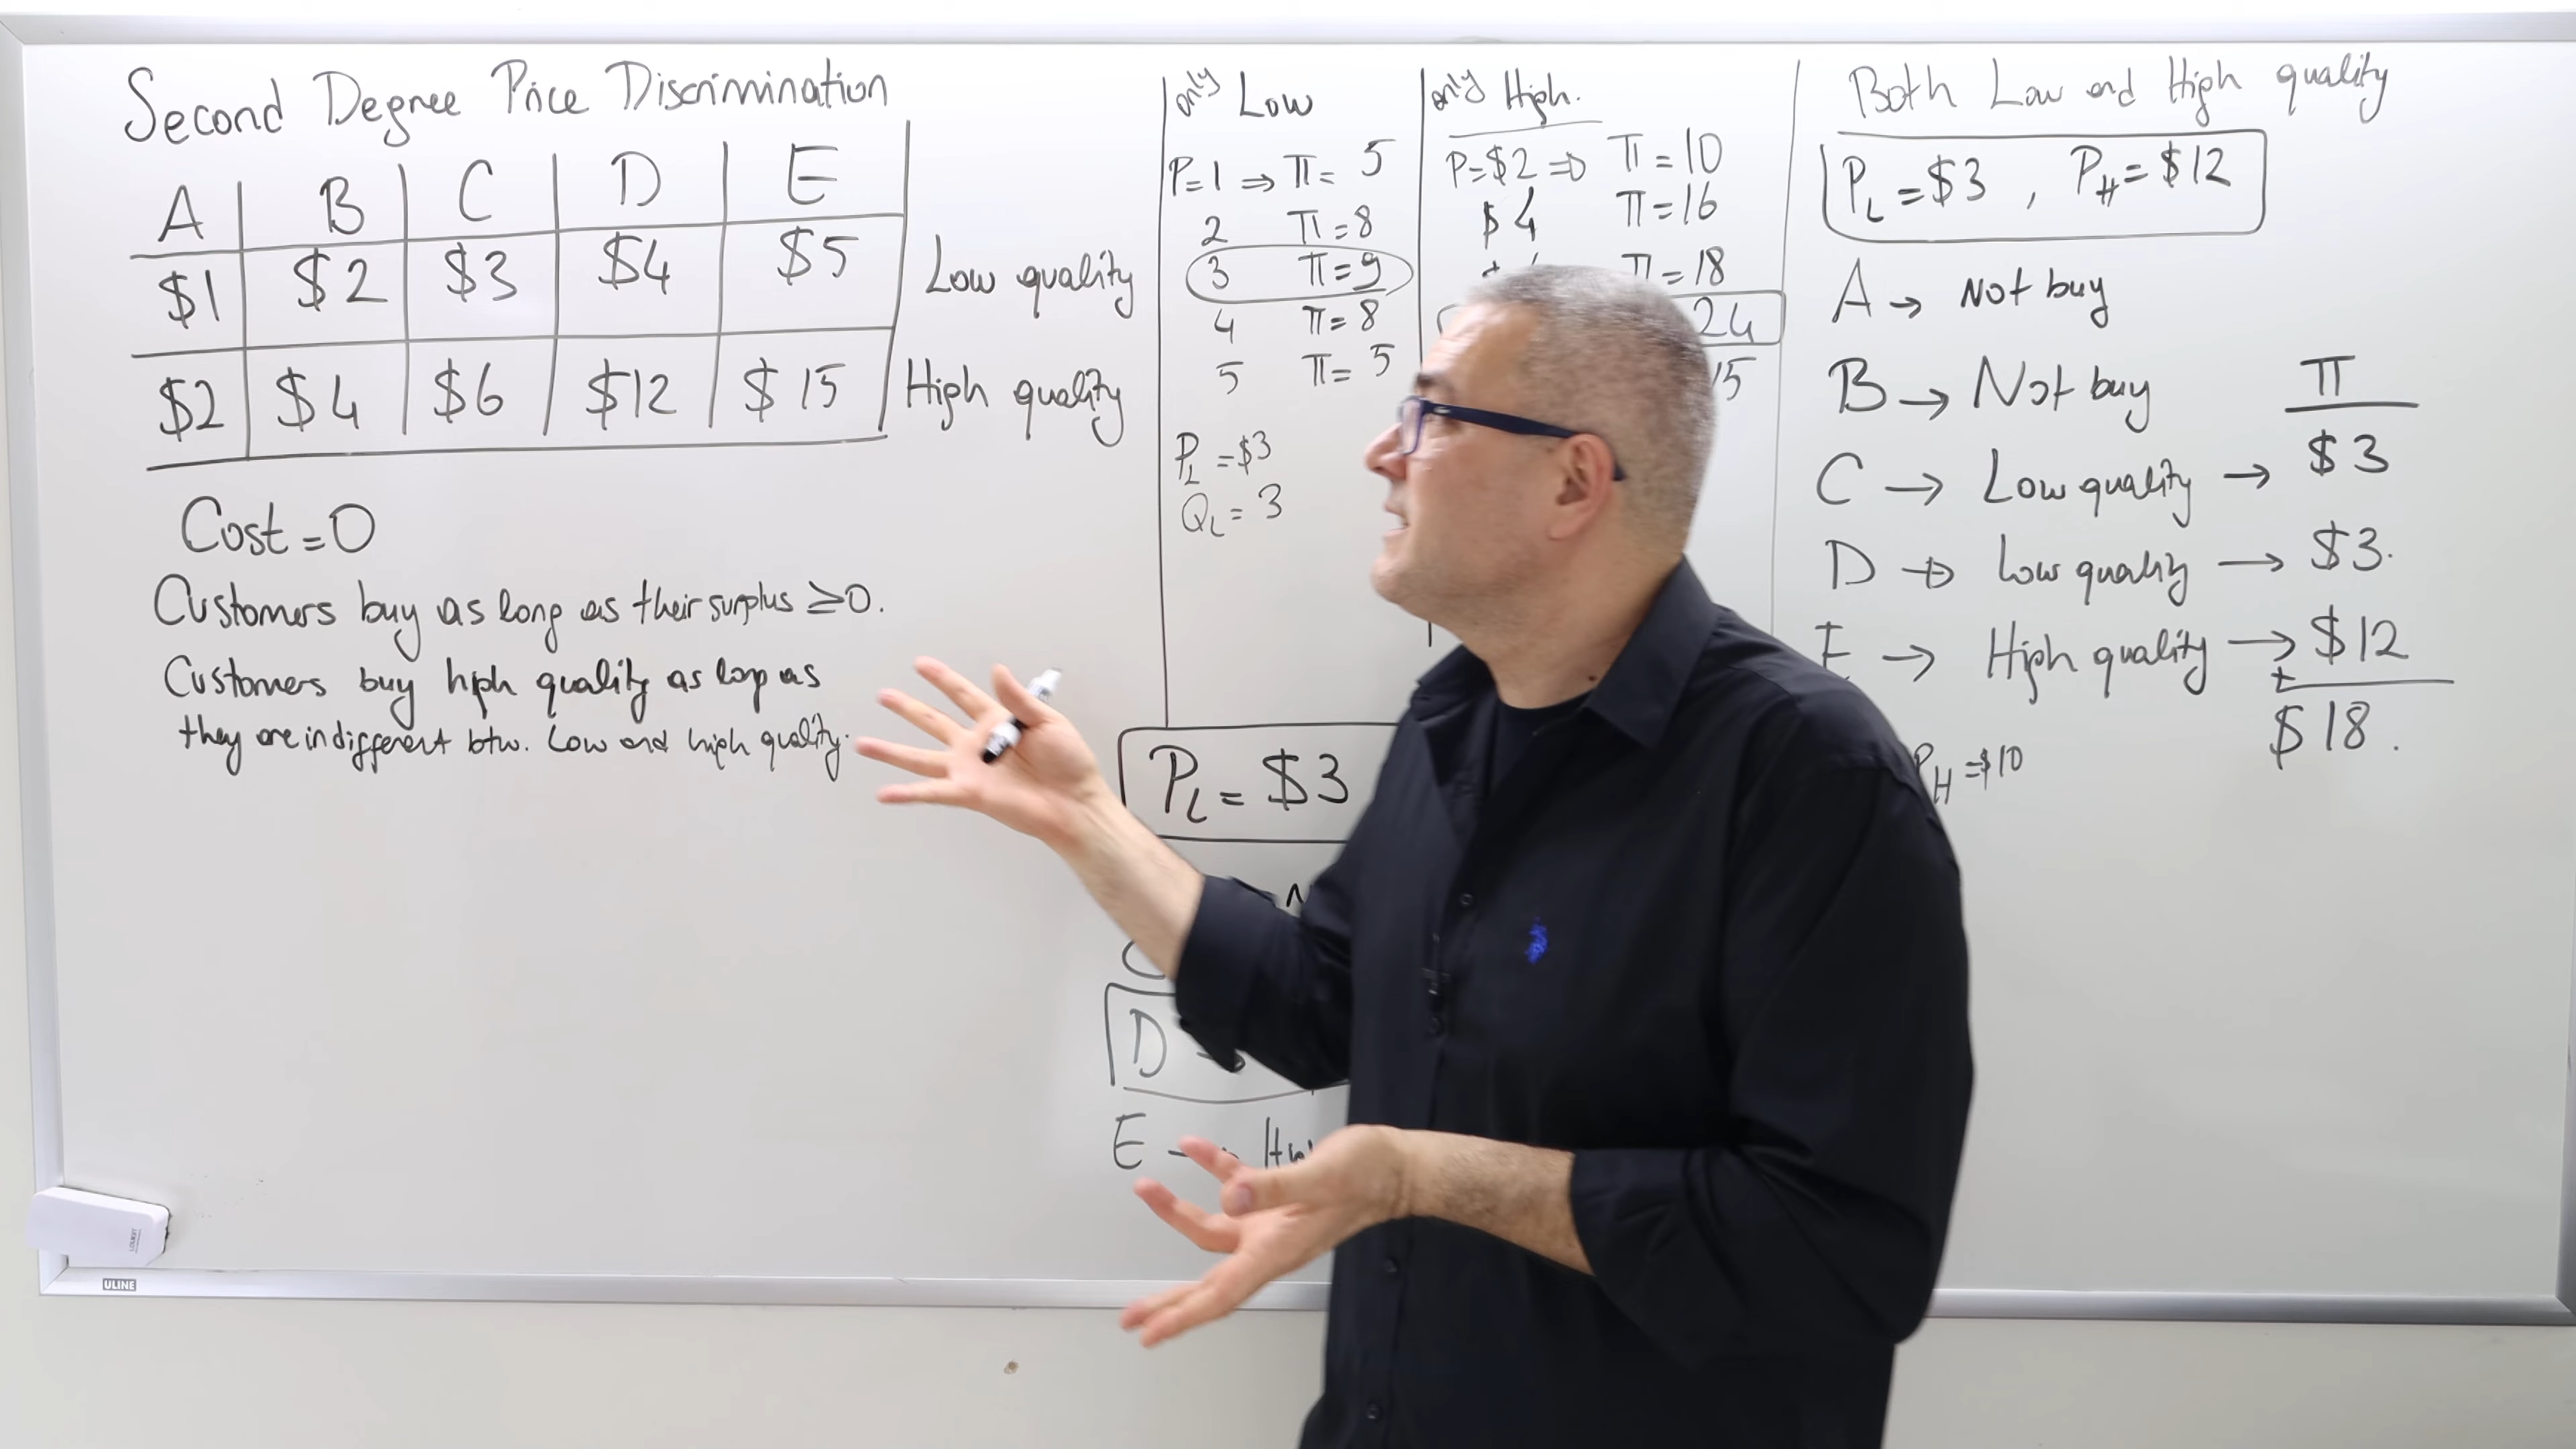 Second Degree Price Discrimination
A B C D E
$1 $2 $3 $4 $5 Low quality
$2 $4 $6 $12 $15 High quality
Cost = 0
Customers buy as long as their surplus ≥ 0.
Customers buy high quality as long as
they are indifferent btw. Low and high quality.
only Low
P=1 ⇒ π = 5
2 π = 8
3 π = 9
4 π = 8
5 π = 5
P_L = $3
Q_L = 3
only High.
P=$2 ⇒ π = 10
$4 π = 16
π = 18
24
15
P_L = $3
D →
E → 
Both Low and High quality
P_L = $3 , P_H = $12
A → Not buy
B → Not buy
π
C → Low quality → $3
D → Low quality → $3.
E → High quality → $12
+
$18.
P_H = $10
ULINE